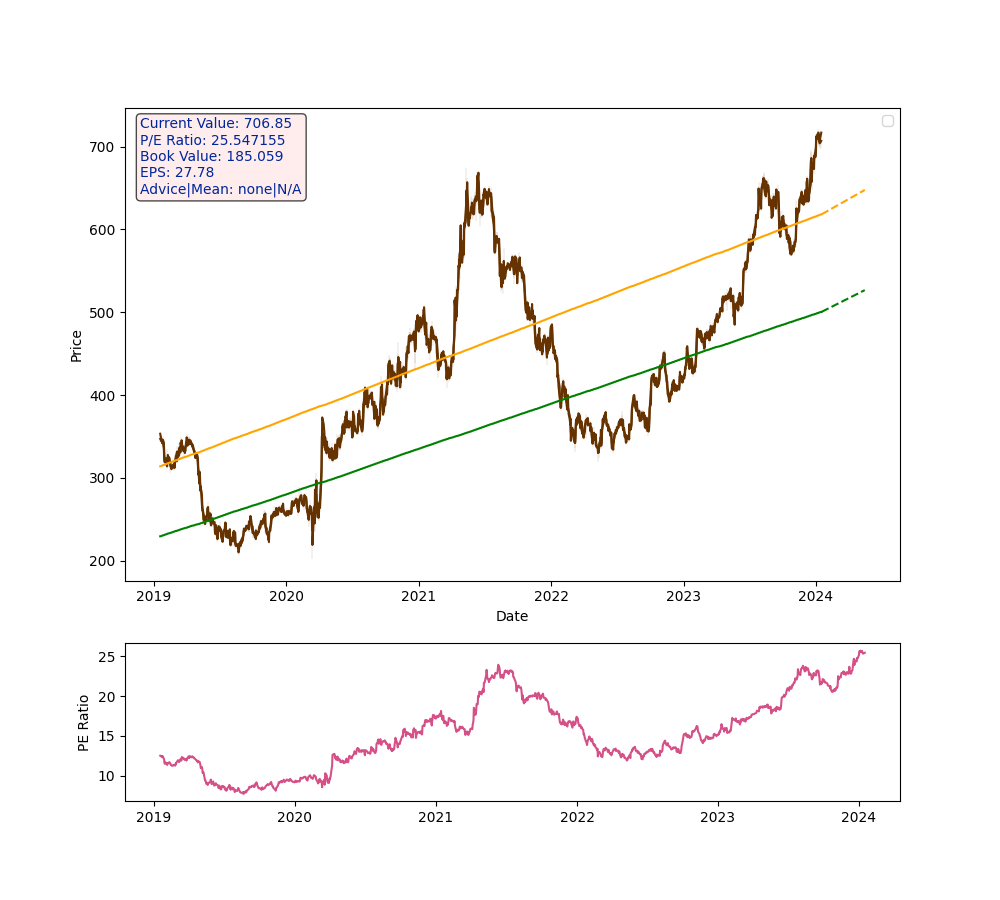 Current Value: 706.85
P/E Ratio: 25.547155
Book Value: 185.059
EPS: 27.78
Advice|Mean: none|N/A
700
600
500
400
300
200
Price
2019 2020 2021 2022 2023 2024
Date
25
20
15
10
PE Ratio
2019 2020 2021 2022 2023 2024